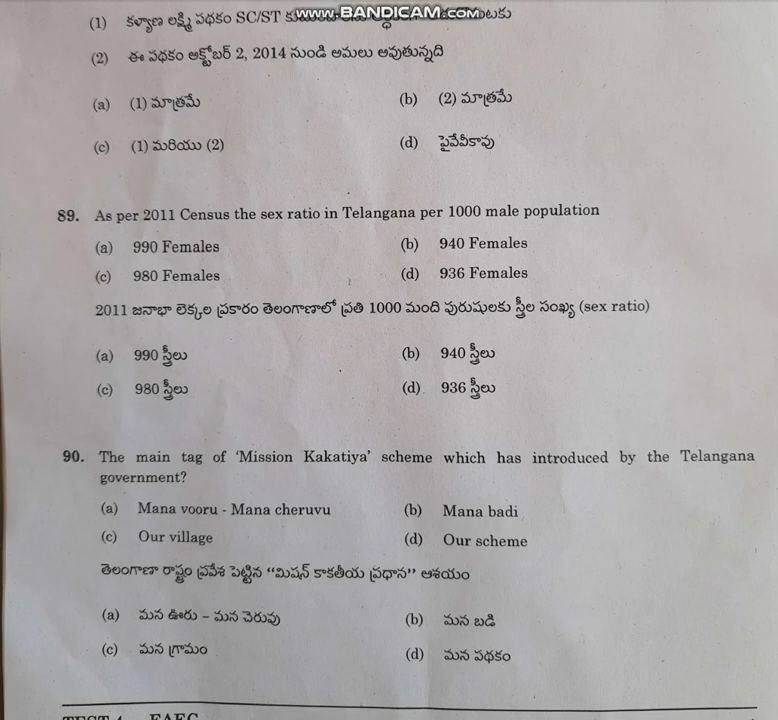 www.BANDICAM.COM
(1) కళ్యాణ లక్ష్మి పథకం SC/ST
(2) ఈ పథకం అక్టోబర్ 2, 2014 నుండి అమలు అవుతున్నది
(a) (1) మాత్రమే (b) (2) మాత్రమే
(c) (1) మరియు (2) (d) పైవేవీకావు
89. As per 2011 Census the sex ratio in Telangana per 1000 male population
(a) 990 Females (b) 940 Females
(c) 980 Females (d) 936 Females
2011 జనాభా లెక్కల ప్రకారం తెలంగాణాలో ప్రతి 1000 మంది పురుషులకు స్త్రీల సంఖ్య (sex ratio)
(a) 990 స్త్రీలు (b) 940 స్త్రీలు
(c) 980 స్త్రీలు (d) 936 స్త్రీలు
90. The main tag of ‘Mission Kakatiya’ scheme which has introduced by the Telangana
government?
(a) Mana vooru - Mana cheruvu (b) Mana badi
(c) Our village (d) Our scheme
తెలంగాణా రాష్ట్రం ప్రవేశ పెట్టిన “మిషన్ కాకతీయ ప్రధాన” ఆశయం
(a) మన ఊరు – మన చెరువు (b) మన బడి
(c) మన గ్రామం (d) మన పథకం